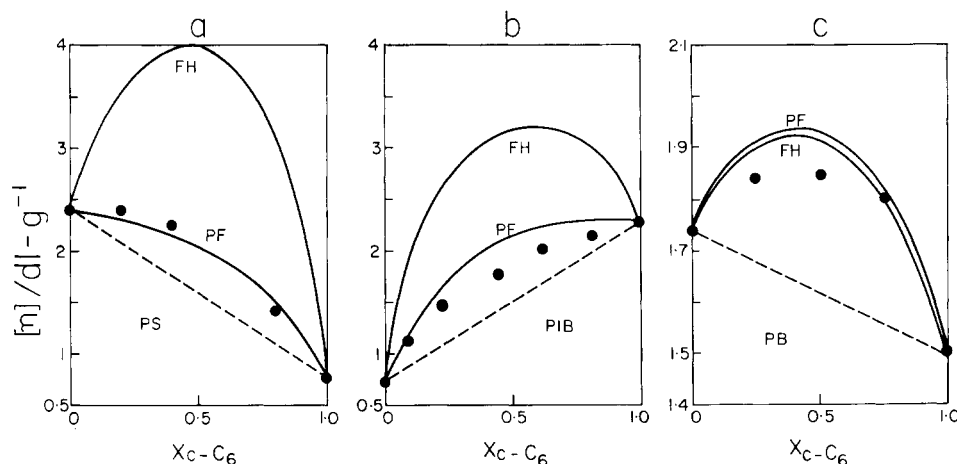 a b c
4 4 2·1
FH
PF
FH
3 3 1·9
FH
PF
PF
2 2 1·7
PS PIB PB
1 1 1·5
0·5 0·5 1·4
0 0·5 1·0 0 0·5 1·0 0 0·5 1·0
[η]/dl-g⁻¹
Xc-C₆ Xc-C₆ Xc-C₆